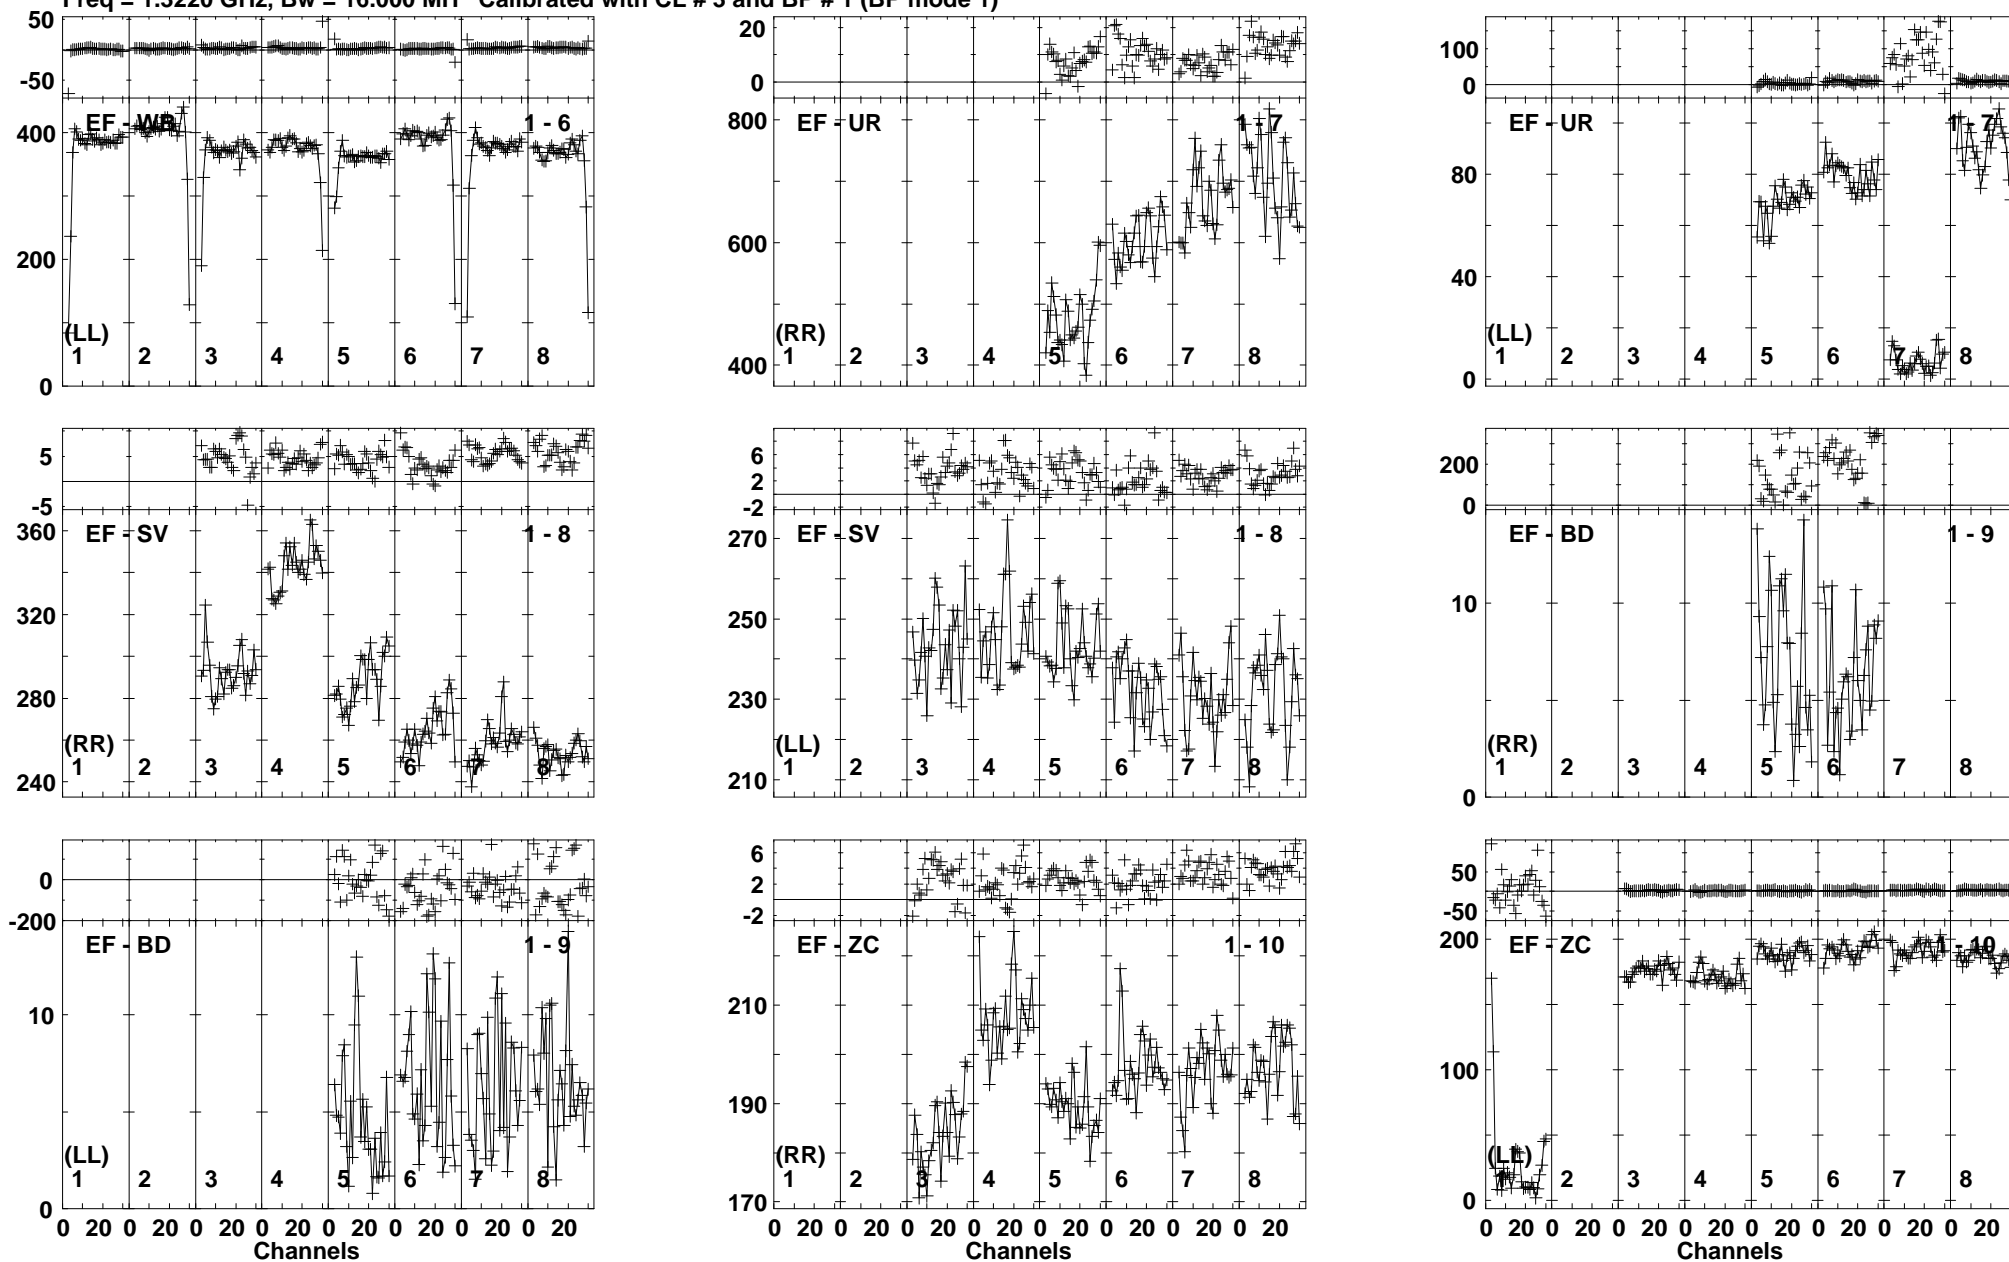 Freq = 1.3220 GHz, Bw = 16.000 MH Calibrated with CL # 3 and BP # 1 (BP mode 1)
50
-50
20
0
100
0
400
200
0
EF - WB
1 - 6
(LL)
1 2 3 4 5 6 7 8
800
600
400
EF - UR
1 - 7
(RR)
1 2 3 4 5 6 7 8
80
40
0
EF - UR
1 - 7
(LL)
1 2 3 4 5 6 7 8
5
-5
6
2
-2
200
0
360
320
280
240
EF - SV
1 - 8
(RR)
1 2 3 4 5 6 7 8
270
250
230
210
EF - SV
1 - 8
(LL)
1 2 3 4 5 6 7 8
10
0
EF - BD
1 - 9
(RR)
1 2 3 4 5 6 7 8
0
-200
6
2
-2
50
-50
10
0
EF - BD
1 - 9
(LL)
1 2 3 4 5 6 7 8
0 20 0 20 0 20 0 20 0 20 0 20 0 20 0 20
Channels
210
190
170
EF - ZC
1 - 10
(RR)
1 2 3 4 5 6 7 8
0 20 0 20 0 20 0 20 0 20 0 20 0 20 0 20
Channels
200
100
0
EF - ZC
1 - 10
(LL)
1 2 3 4 5 6 7 8
0 20 0 20 0 20 0 20 0 20 0 20 0 20 0 20
Channels